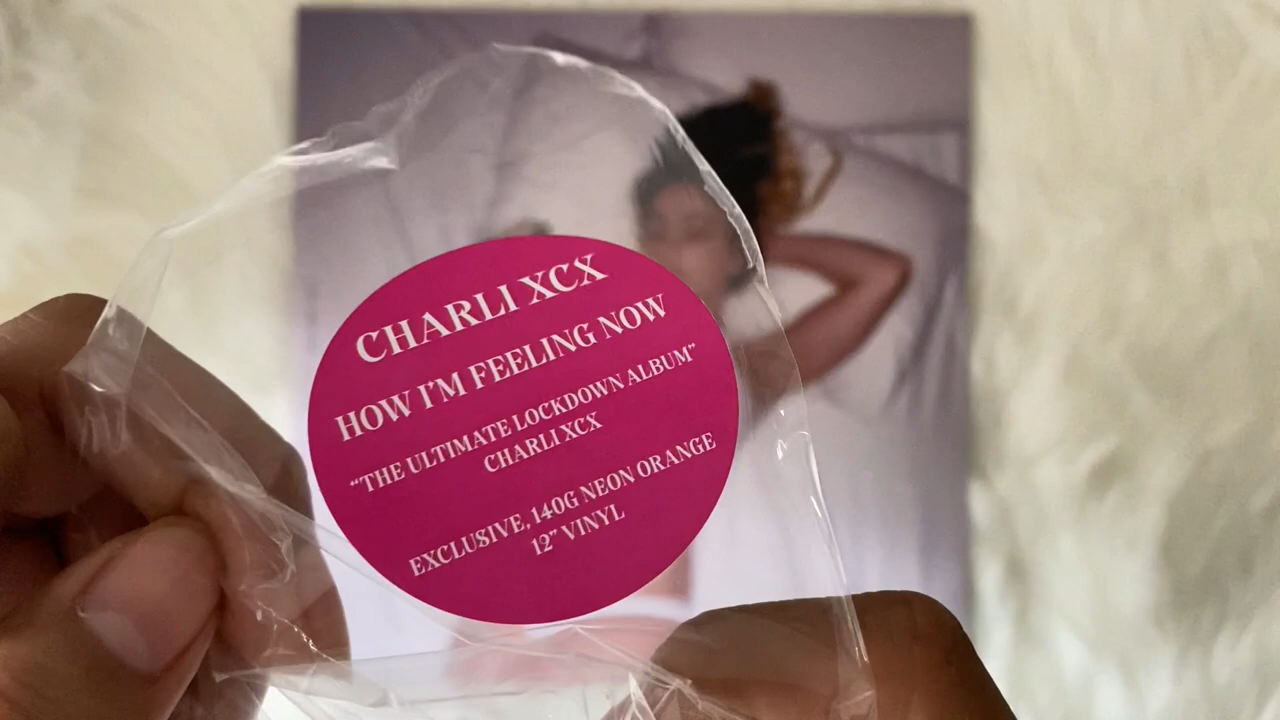 CHARLI XCX
HOW I'M FEELING NOW
“THE ULTIMATE LOCKDOWN ALBUM”
CHARLI XCX
EXCLUSIVE, 140G NEON ORANGE
12” VINYL